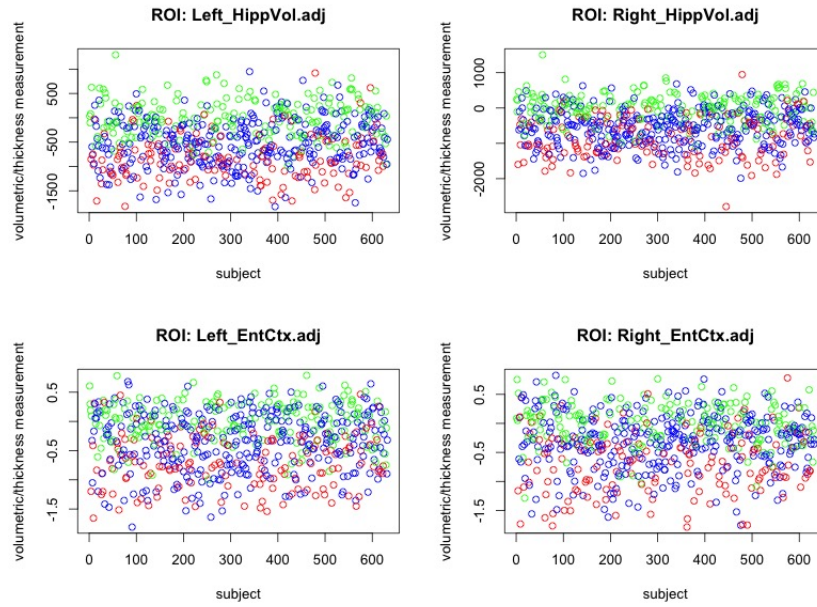 ROI: Left_HippVol.adj
volumetric/thickness measurement
500
-500
-1500
0 100 200 300 400 500 600
subject
ROI: Right_HippVol.adj
volumetric/thickness measurement
1000
0
-2000
0 100 200 300 400 500 600
subject
ROI: Left_EntCtx.adj
volumetric/thickness measurement
0.5
-0.5
-1.5
0 100 200 300 400 500 600
subject
ROI: Right_EntCtx.adj
volumetric/thickness measurement
0.5
-0.5
-1.5
0 100 200 300 400 500 600
subject